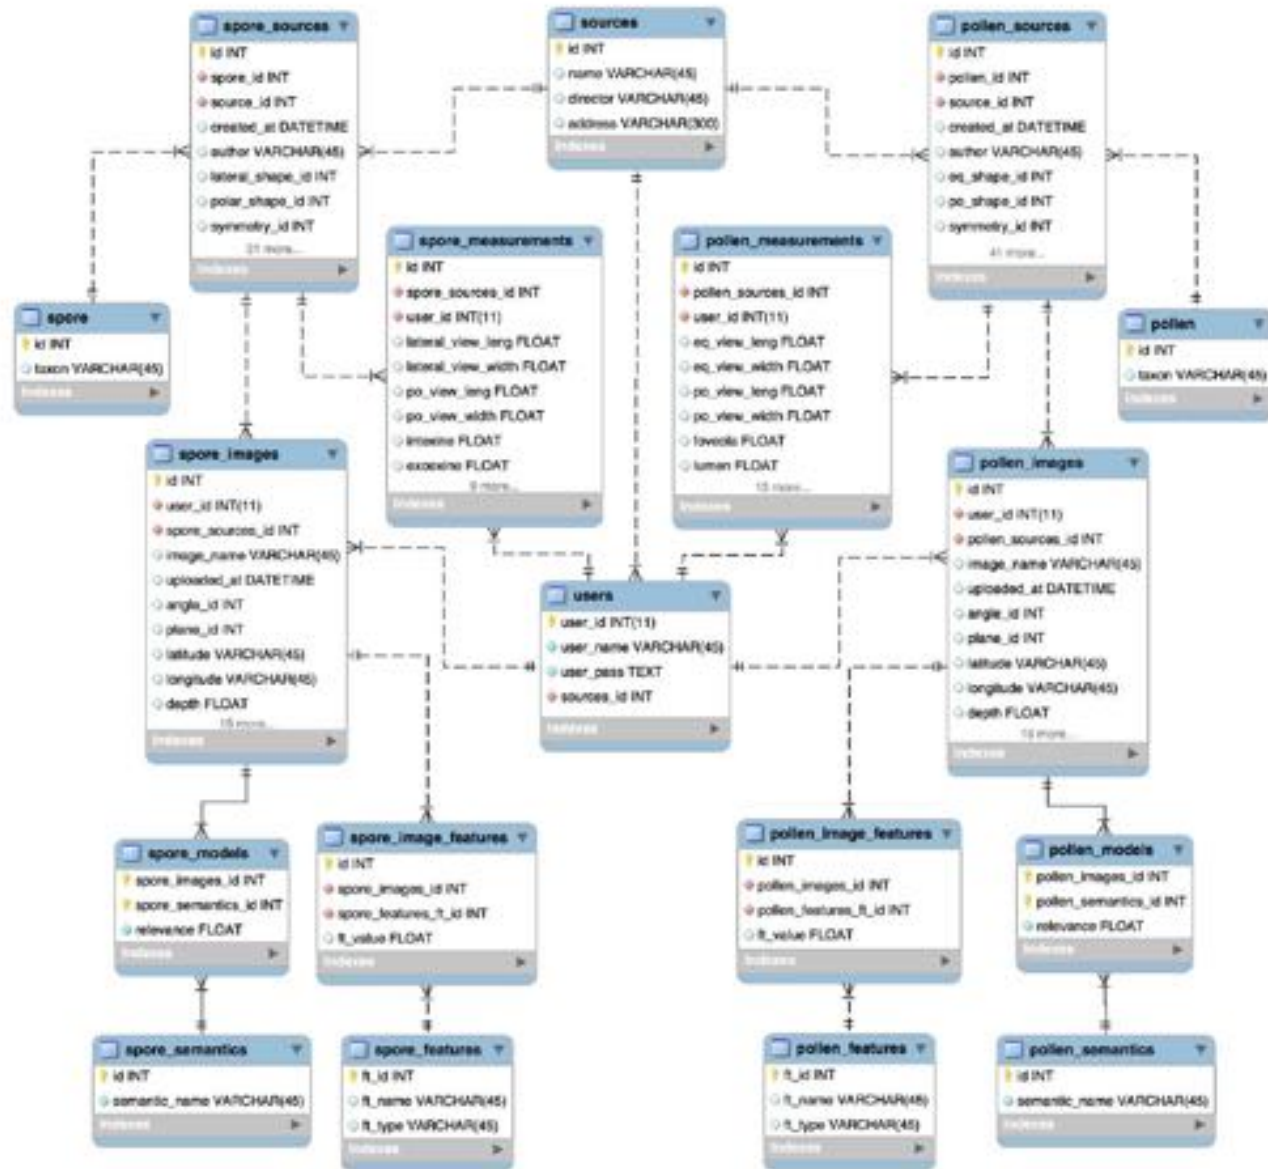 spore_sources
id INT
spore_id INT
source_id INT
created_at DATETIME
author VARCHAR(45)
lateral_shape_id INT
polar_shape_id INT
symmetry_id INT
more...
Indexes
sources
id INT
name VARCHAR(45)
director VARCHAR(45)
address VARCHAR(300)
Indexes
pollen_sources
id INT
pollen_id INT
source_id INT
created_at DATETIME
author VARCHAR(45)
eq_shape_id INT
po_shape_id INT
symmetry_id INT
41 more...
Indexes
spore_measurements
id INT
spore_sources_id INT
user_id INT(11)
lateral_view_leng FLOAT
lateral_view_width FLOAT
po_view_leng FLOAT
po_view_width FLOAT
intexine FLOAT
exoexine FLOAT
9 more...
Indexes
pollen_measurements
id INT
pollen_sources_id INT
user_id INT(11)
eq_view_leng FLOAT
eq_view_width FLOAT
po_view_leng FLOAT
po_view_width FLOAT
foveola FLOAT
lumen FLOAT
more...
Indexes
spore
id INT
taxon VARCHAR(45)
Indexes
pollen
id INT
taxon VARCHAR(45)
Indexes
spore_images
id INT
user_id INT(11)
spore_sources_id INT
image_name VARCHAR(45)
uploaded_at DATETIME
angle_id INT
plane_id INT
latitude VARCHAR(45)
longitude VARCHAR(45)
depth FLOAT
more...
Indexes
pollen_images
id INT
user_id INT(11)
pollen_sources_id INT
image_name VARCHAR(45)
uploaded_at DATETIME
angle_id INT
plane_id INT
latitude VARCHAR(45)
longitude VARCHAR(45)
depth FLOAT
more...
Indexes
users
user_id INT(11)
user_name VARCHAR(45)
user_pass TEXT
sources_id INT
Indexes
spore_models
spore_images_id INT
spore_semantics_id INT
relevance FLOAT
Indexes
spore_image_features
id INT
spore_images_id INT
spore_features_ft_id INT
ft_value FLOAT
Indexes
pollen_image_features
id INT
pollen_images_id INT
pollen_features_ft_id INT
ft_value FLOAT
Indexes
pollen_models
pollen_images_id INT
pollen_semantics_id INT
relevance FLOAT
Indexes
spore_semantics
id INT
semantic_name VARCHAR(45)
Indexes
spore_features
ft_id INT
ft_name VARCHAR(45)
ft_type VARCHAR(45)
Indexes
pollen_features
ft_id INT
ft_name VARCHAR(45)
ft_type VARCHAR(45)
Indexes
pollen_semantics
id INT
semantic_name VARCHAR(45)
Indexes